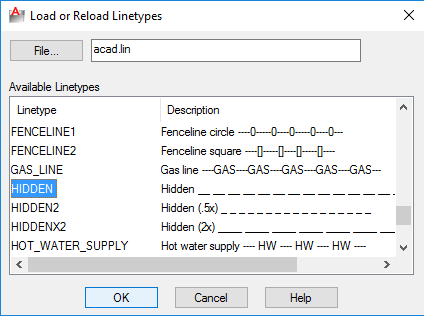 Load or Reload Linetypes
File... acad.lin
Available Linetypes
Linetype Description
FENCELINE1 Fenceline circle ----0-----0----0-----0----0---
FENCELINE2 Fenceline square ----[]-----[]----[]-----[]----
GAS_LINE Gas line ----GAS----GAS----GAS----GAS----GAS---
HIDDEN Hidden __ __ __ __ __ __ __ __ __ __ __
HIDDEN2 Hidden (.5x) _ _ _ _ _ _ _ _ _ _ _ _ _ _ _ _
HIDDENX2 Hidden (2x) ____ ____ ____ ____ ____ ____ ____
HOT_WATER_SUPPLY Hot water supply ---- HW ---- HW ---- HW ----
OK Cancel Help